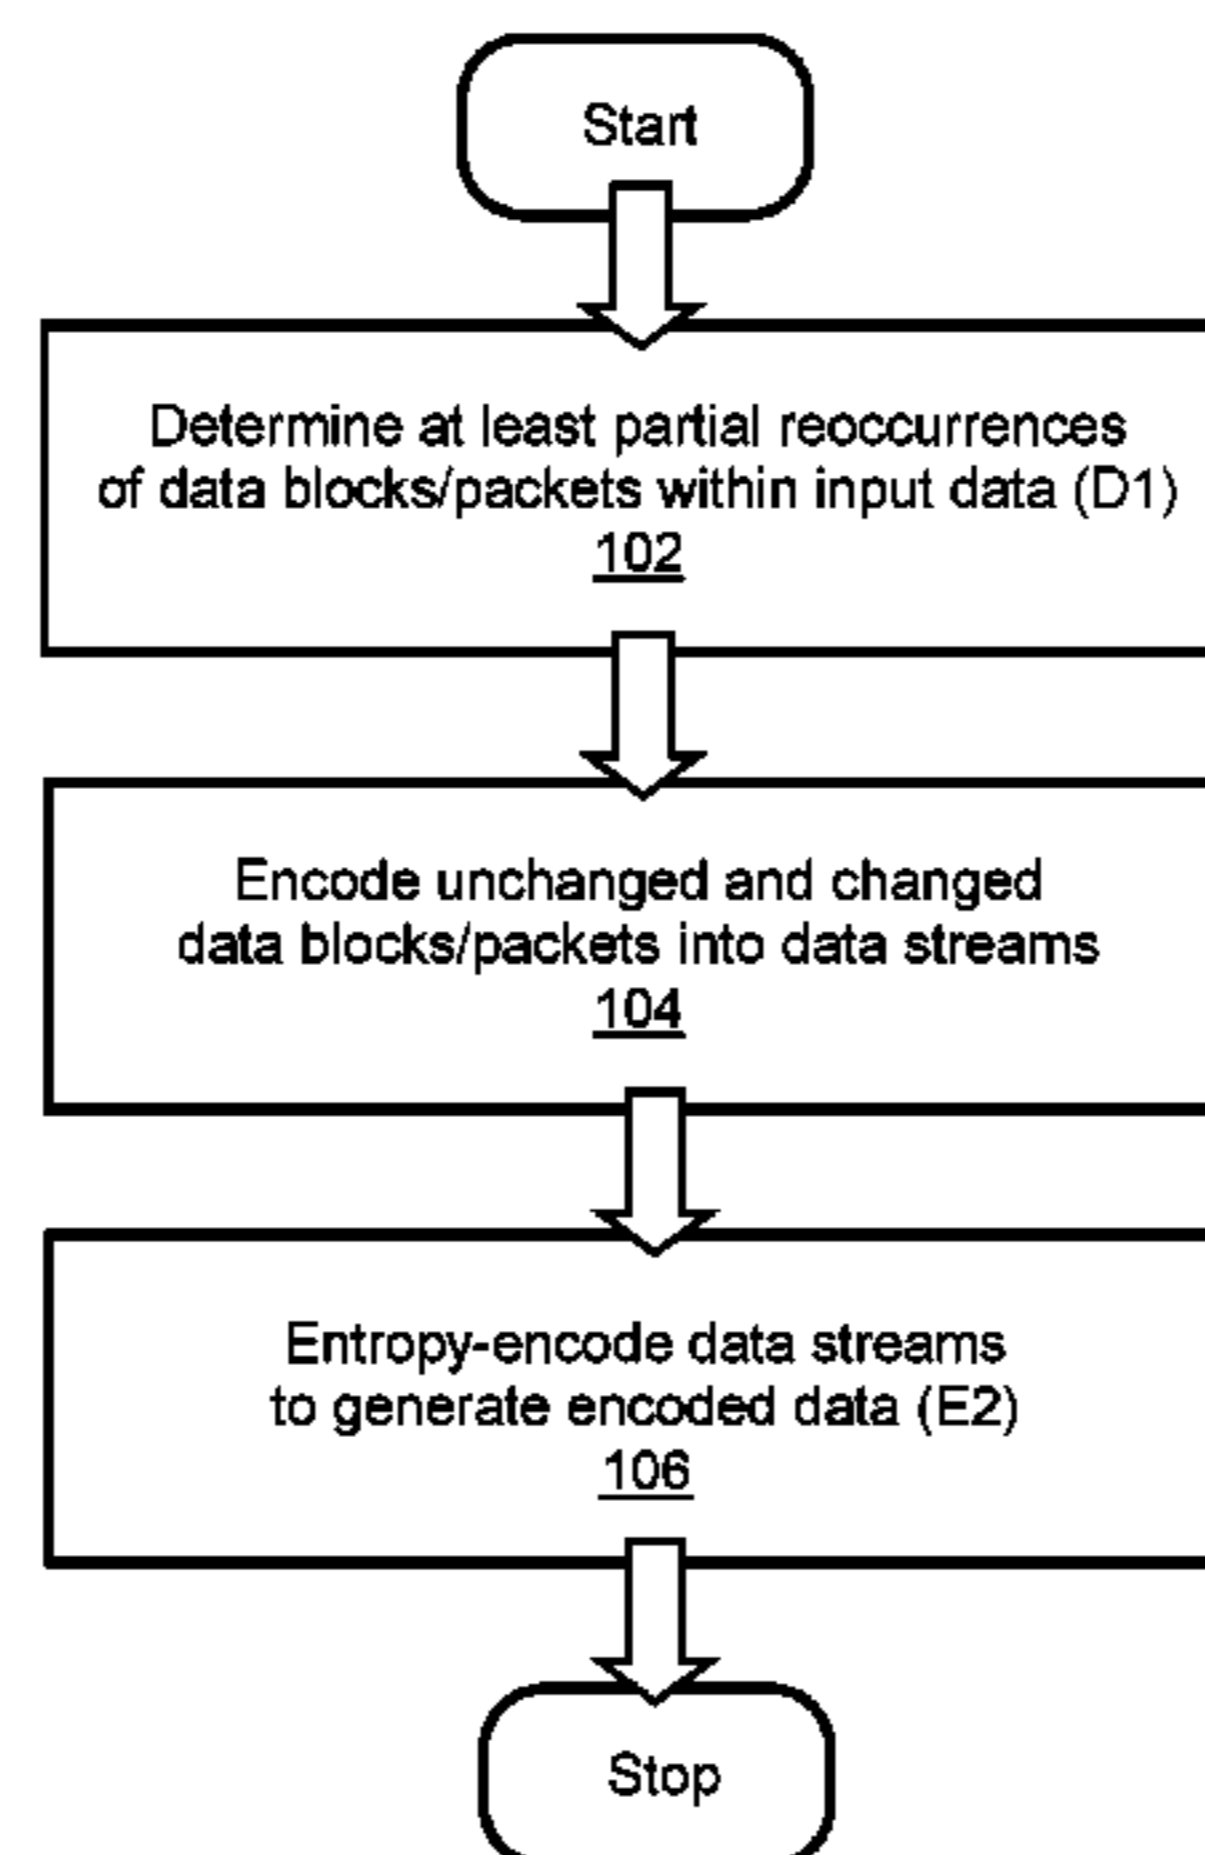 Start
Determine at least partial reoccurrences
of data blocks/packets within input data (D1)
102
Encode unchanged and changed
data blocks/packets into data streams
104
Entropy-encode data streams
to generate encoded data (E2)
106
Stop